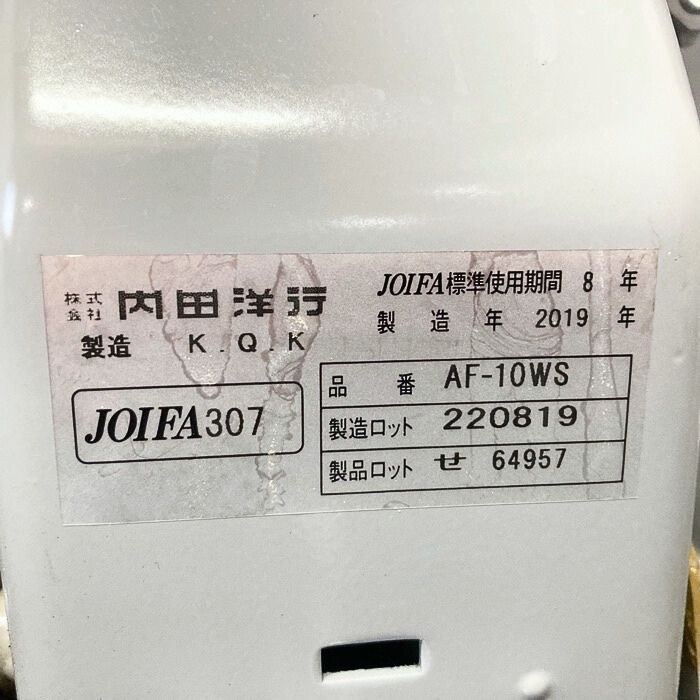 株式会社 内田洋行
製造 K.Q.K
JOIFA307
JOIFA標準使用期間 8 年
製造年 2019 年
品番 AF-10WS
製造ロット 220819
製品ロット せ 64957